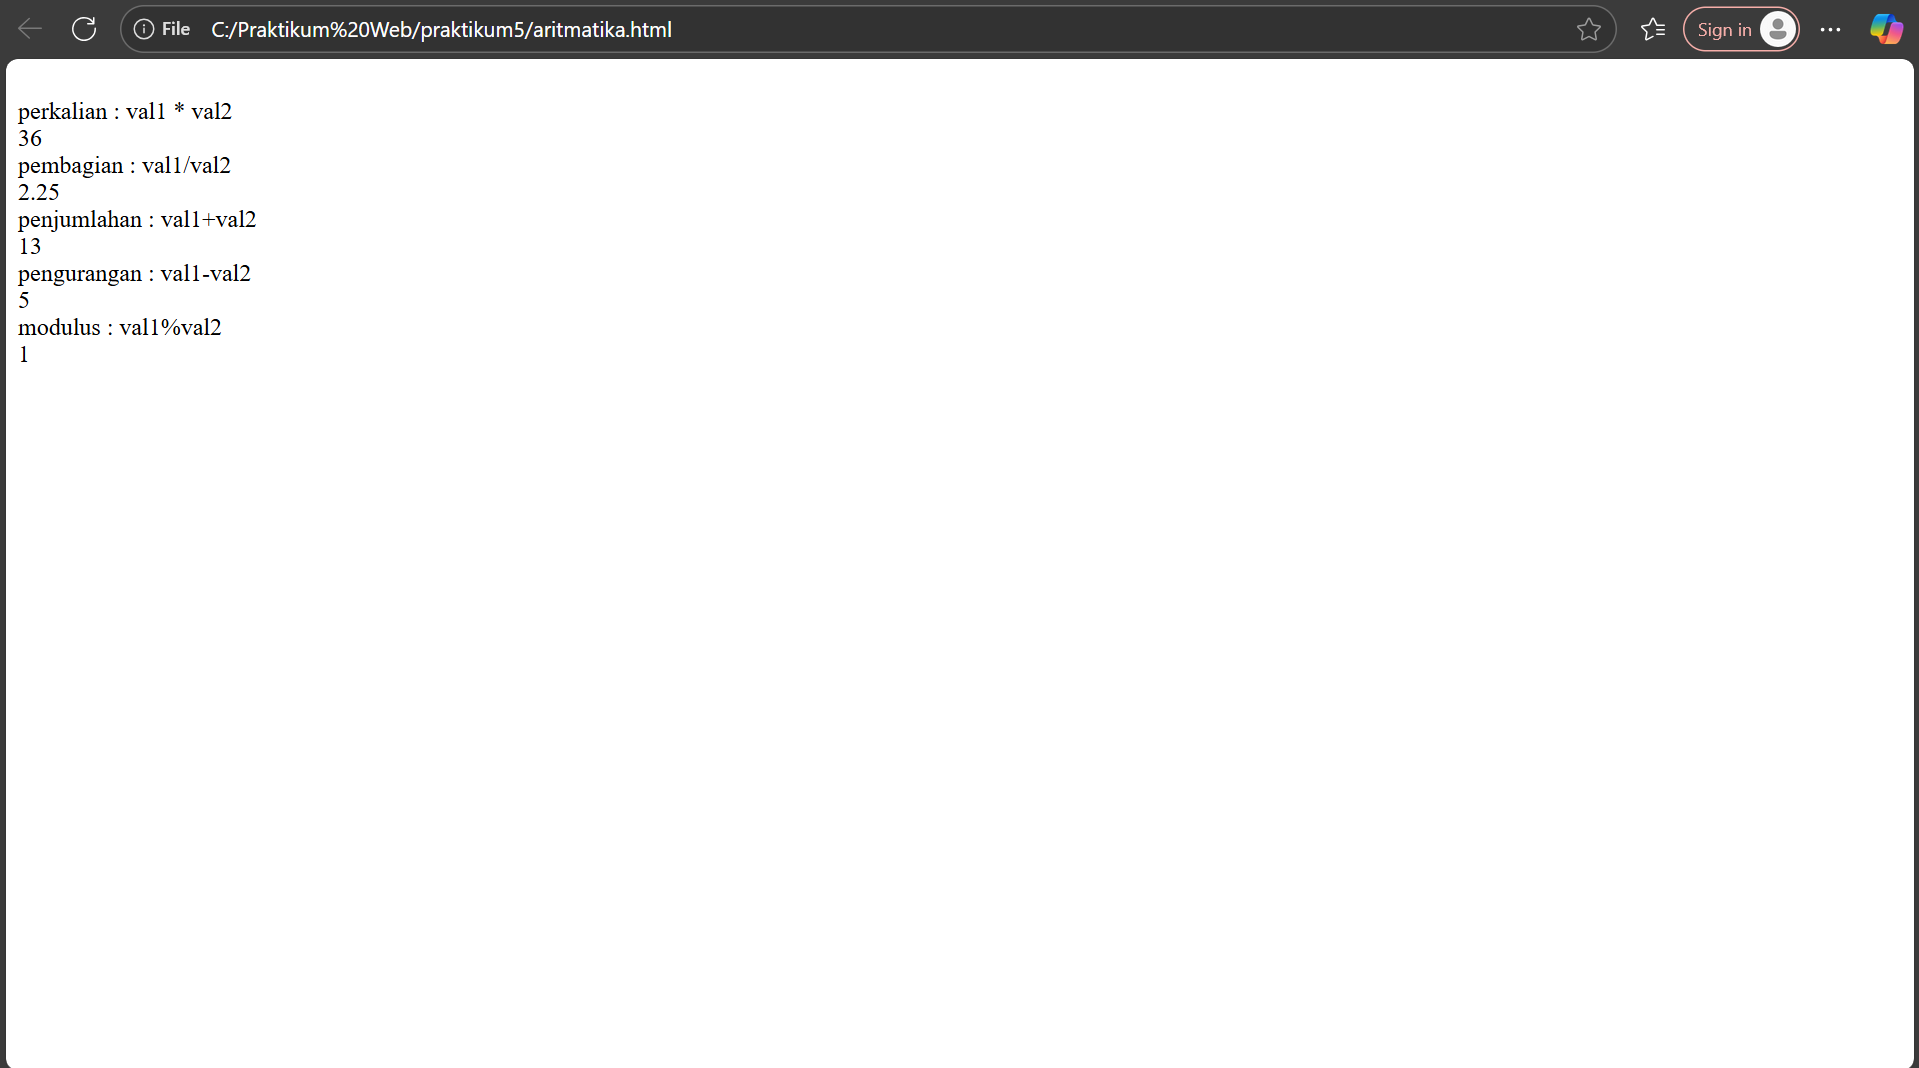 File C:/Praktikum%20Web/praktikum5/aritmatika.html
Sign in
perkalian : val1 * val2
36
pembagian : val1/val2
2.25
penjumlahan : val1+val2
13
pengurangan : val1-val2
5
modulus : val1%val2
1